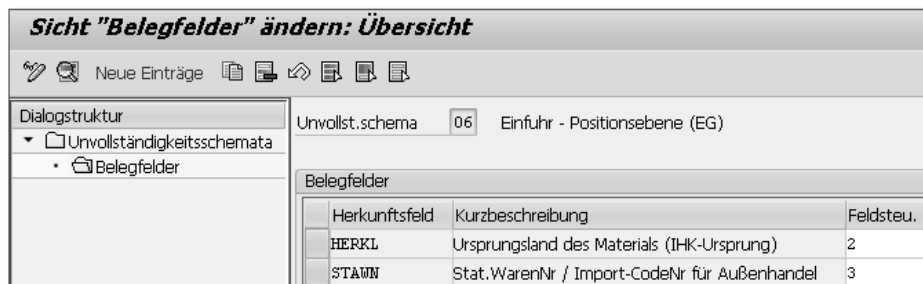 Sicht "Belegfelder" ändern: Übersicht
Neue Einträge
Dialogstruktur
Unvollständigkeitsschemata
Belegfelder
Unvollst.schema 06 Einfuhr - Positionsebene (EG)
Belegfelder
Herkunftsfeld Kurzbeschreibung Feldsteu.
HERKL Ursprungsland des Materials (IHK-Ursprung) 2
STAWN Stat.WarenNr / Import-CodeNr für Außenhandel 3